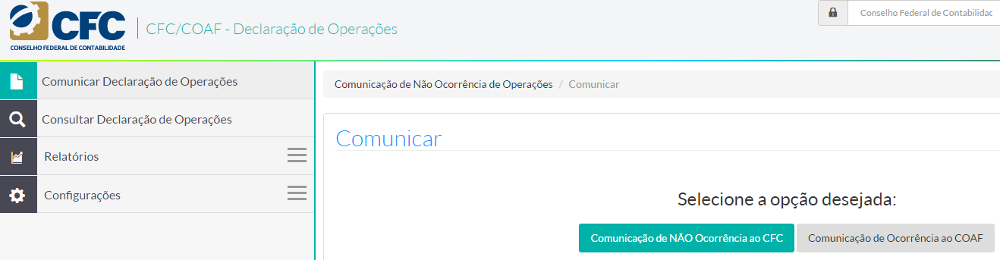 CFC
CONSELHO FEDERAL DE CONTABILIDADE
CFC/COAF - Declaração de Operações
Conselho Federal de Contabilidad
Comunicar Declaração de Operações
Consultar Declaração de Operações
Relatórios
Configurações
Comunicação de Não Ocorrência de Operações / Comunicar
Comunicar
Selecione a opção desejada:
Comunicação de NÃO Ocorrência ao CFC
Comunicação de Ocorrência ao COAF